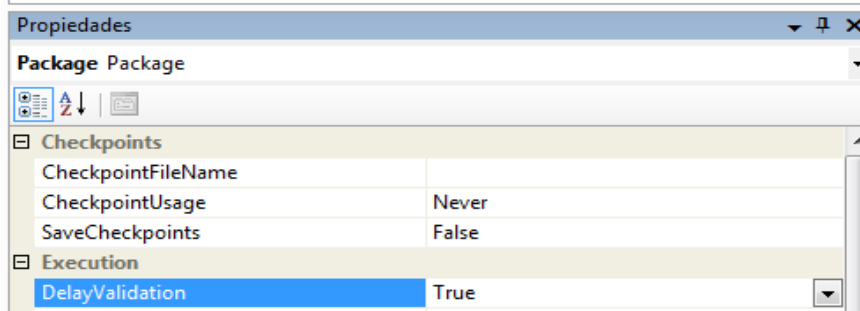 Propiedades
Package Package
A
Z
Checkpoints
CheckpointFileName
CheckpointUsage Never
SaveCheckpoints False
Execution
DelayValidation True